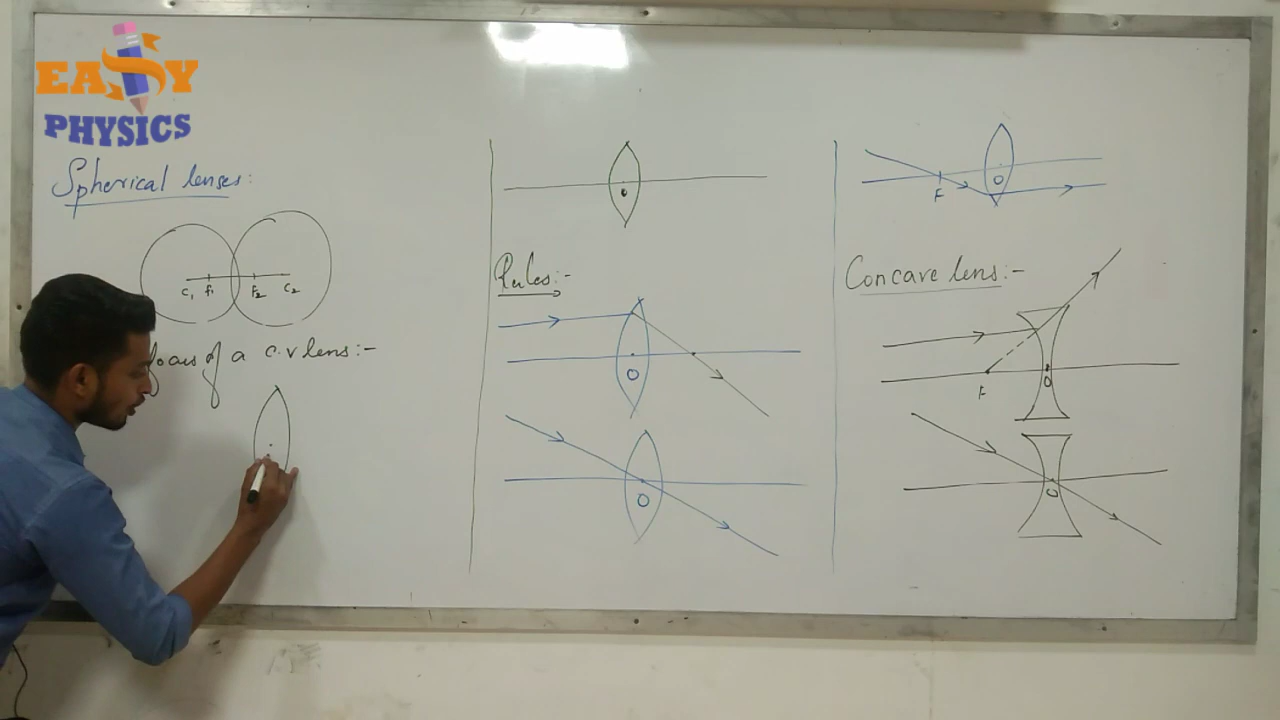 EASY
PHYSICS
Spherical lenses:
C₁ F₁ F₂ C₂
focus of a c.v lens:-
O
Rules:-
O
O
F O
Concave lens:-
F O
O